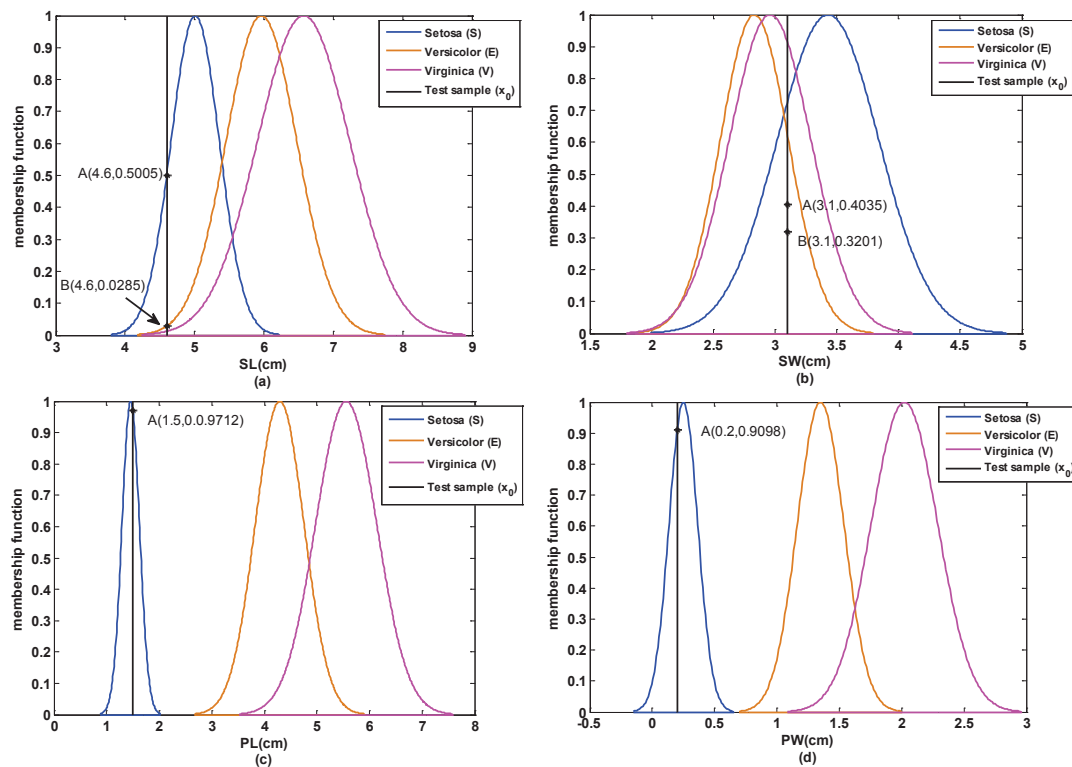 membership function
1
0.9
0.8
0.7
0.6
0.5
0.4
0.3
0.2
0.1
0
Setosa (S)
Versicolor (E)
Virginica (V)
Test sample (x0)
A(4.6,0.5005)
B(4.6,0.0285)
3 4 5 6 7 8 9
SL(cm)
(a)
membership function
1
0.9
0.8
0.7
0.6
0.5
0.4
0.3
0.2
0.1
0
Setosa (S)
Versicolor (E)
Virginica (V)
Test sample (x0)
A(3.1,0.4035)
B(3.1,0.3201)
1.5 2 2.5 3 3.5 4 4.5 5
SW(cm)
(b)
membership function
1
0.9
0.8
0.7
0.6
0.5
0.4
0.3
0.2
0.1
0
A(1.5,0.0.9712)
Setosa (S)
Versicolor (E)
Virginica (V)
Test sample (x0)
0 1 2 3 4 5 6 7 8
PL(cm)
(c)
membership function
1
0.9
0.8
0.7
0.6
0.5
0.4
0.3
0.2
0.1
0
A(0.2,0.9098)
Setosa (S)
Versicolor (E)
Virginica (V)
Test sample (x0)
-0.5 0 0.5 1 1.5 2 2.5 3
PW(cm)
(d)